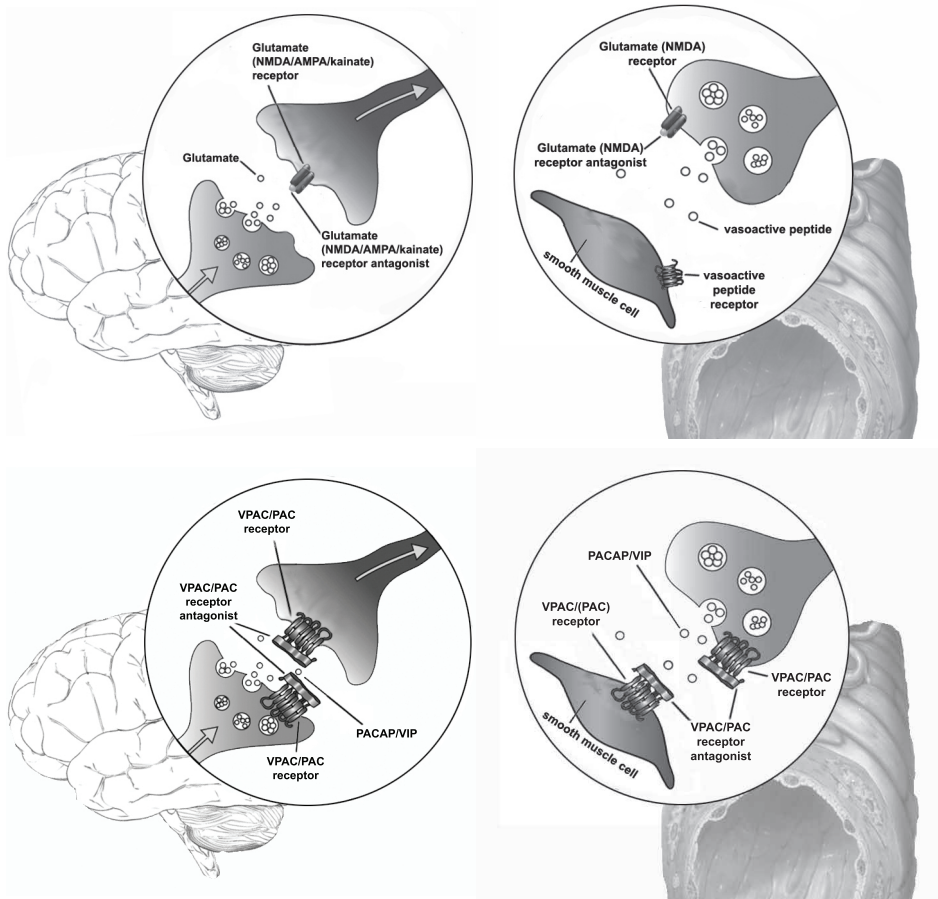 Glutamate
(NMDA/AMPA/kainate)
receptor
Glutamate
Glutamate
(NMDA/AMPA/kainate)
receptor antagonist
Glutamate (NMDA)
receptor
Glutamate (NMDA)
receptor antagonist
vasoactive peptide
smooth muscle cell
vasoactive
peptide
receptor
VPAC/PAC
receptor
VPAC/PAC
receptor
antagonist
PACAP/VIP
VPAC/PAC
receptor
PACAP/VIP
VPAC/(PAC)
receptor
VPAC/PAC
receptor
smooth muscle cell
VPAC/PAC
receptor
antagonist